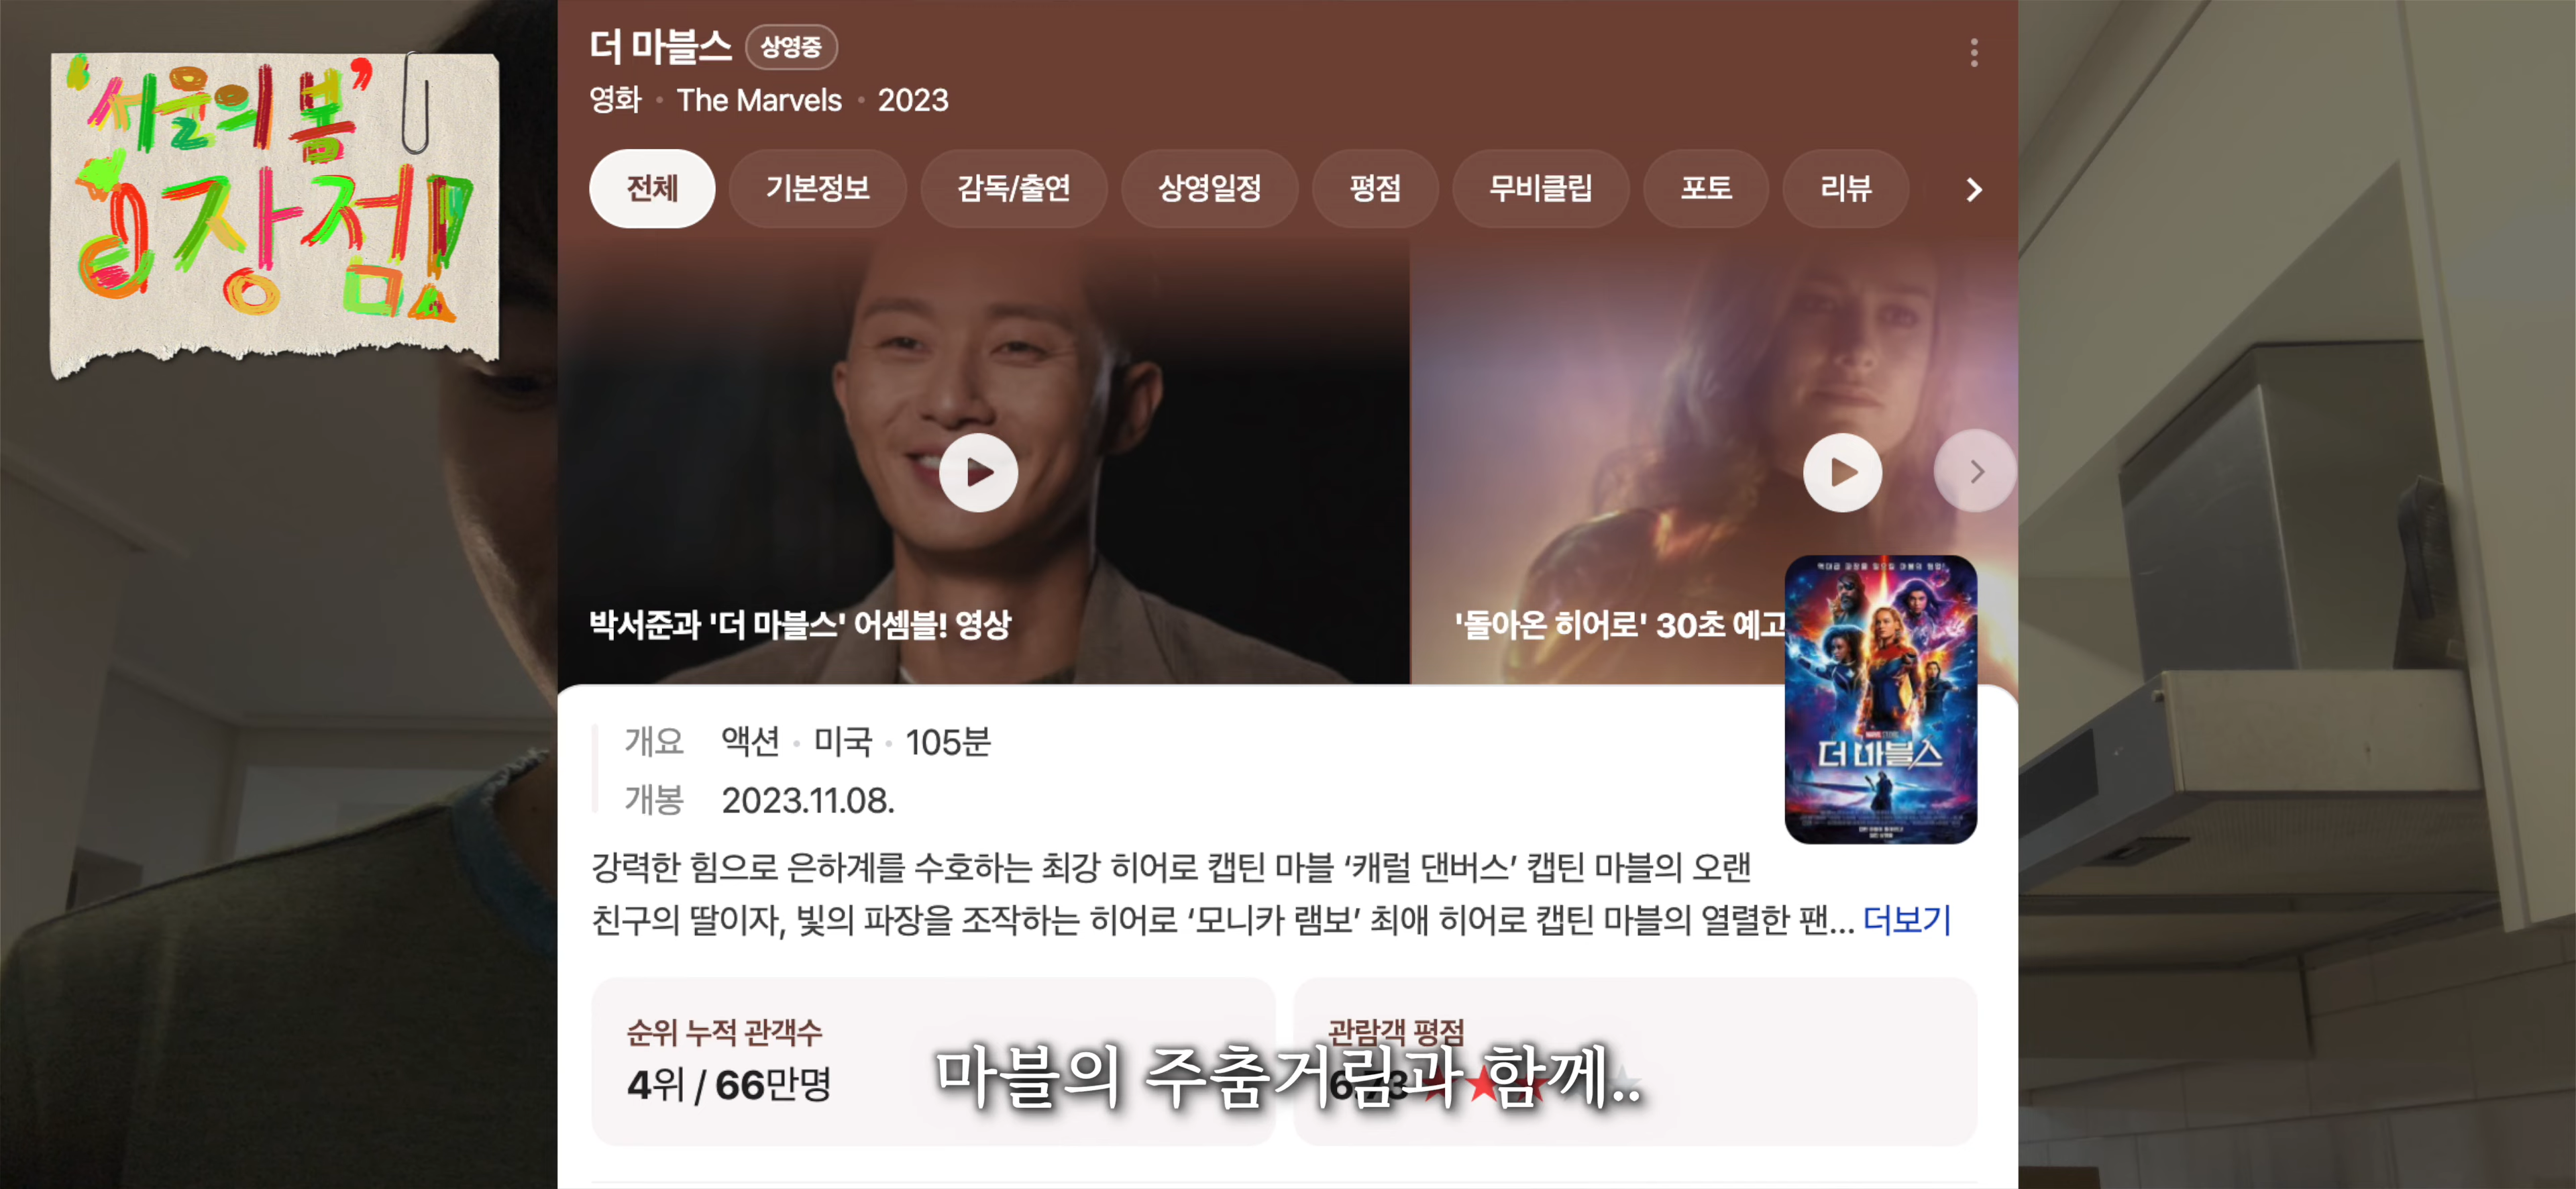 '서울의 봄'
의 장점!
더 마블스 상영중
영화 · The Marvels · 2023
전체 기본정보 감독/출연 상영일정 평점 무비클립 포토 리뷰
박서준과 '더 마블스' 어셈블! 영상
'돌아온 히어로' 30초 예고
더 마블스
개요 액션 · 미국 · 105분
개봉 2023.11.08.
강력한 힘으로 은하계를 수호하는 최강 히어로 캡틴 마블 ‘캐럴 댄버스’ 캡틴 마블의 오랜
친구의 딸이자, 빛의 파장을 조작하는 히어로 ‘모니카 램보’ 최애 히어로 캡틴 마블의 열렬한 팬... 더보기
순위 누적 관객수
4위 / 66만명
관람객 평점
6.73
마블의 주춤거림과 함께..